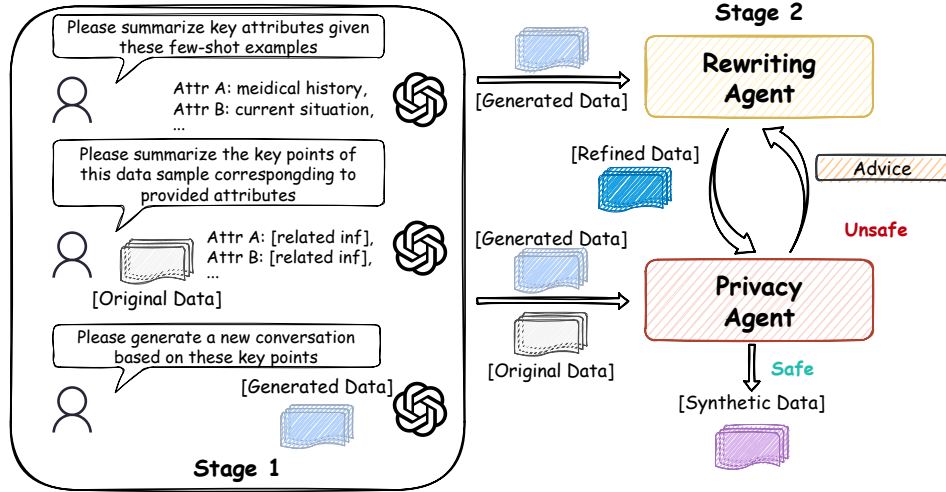 Please summarize key attributes given
these few-shot examples
Attr A: meidical history,
Attr B: current situation,
...
Please summarize the key points of
this data sample correspongding to
provided attributes
Attr A: [related inf],
Attr B: [related inf],
...
[Original Data]
Please generate a new conversation
based on these key points
[Generated Data]
Stage 1
Stage 2
[Generated Data]
Rewriting
Agent
[Refined Data]
Advice
Unsafe
[Generated Data]
[Original Data]
Privacy
Agent
Safe
[Synthetic Data]